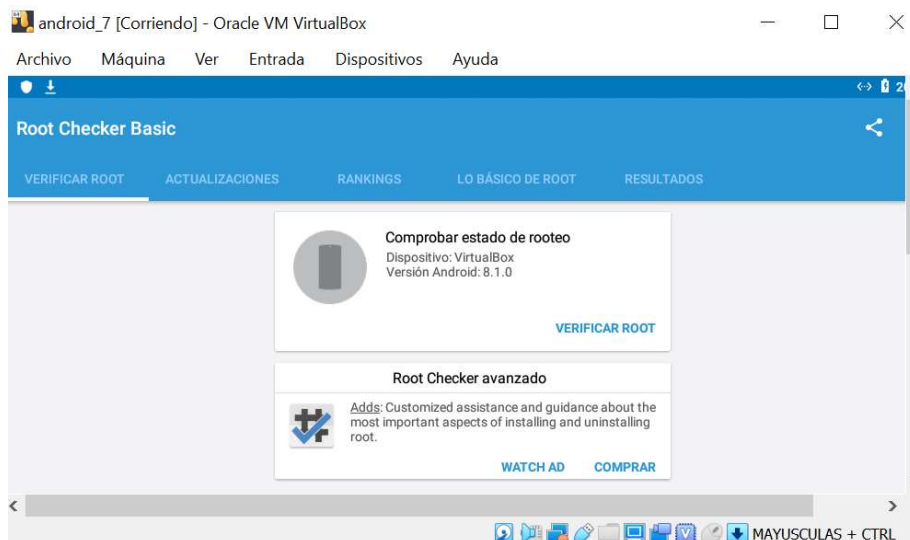 android_7 [Corriendo] - Oracle VM VirtualBox
Archivo Máquina Ver Entrada Dispositivos Ayuda
Root Checker Basic
VERIFICAR ROOT ACTUALIZACIONES RANKINGS LO BÁSICO DE ROOT RESULTADOS
Comprobar estado de rooteo
Dispositivo: VirtualBox
Versión Android: 8.1.0
VERIFICAR ROOT
Root Checker avanzado
Adds: Customized assistance and guidance about the
most important aspects of installing and uninstalling
root.
WATCH AD COMPRAR
MAYUSCULAS + CTRL